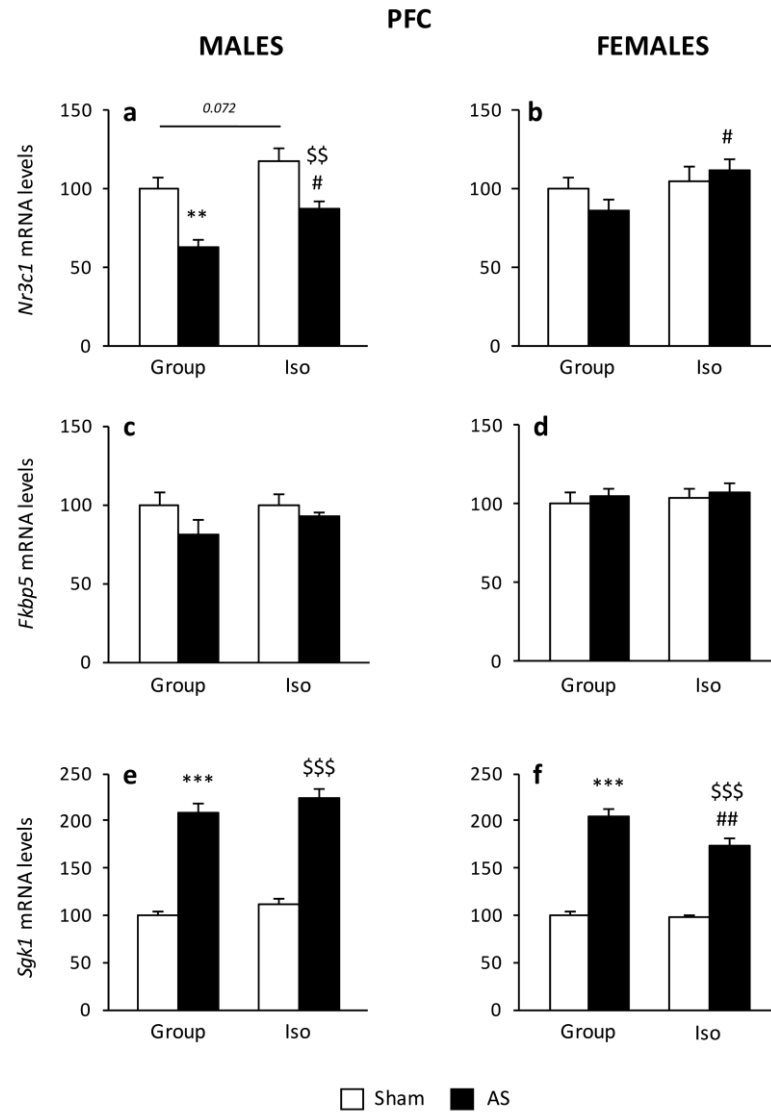 PFC
MALES
FEMALES
a
0.072
**
$$
#
Nr3c1 mRNA levels
150
100
50
0
Group
Iso
b
#
150
100
50
0
Group
Iso
c
Fkbp5 mRNA levels
150
100
50
0
Group
Iso
d
150
100
50
0
Group
Iso
e
***
$$$
Sgk1 mRNA levels
250
200
150
100
50
0
Group
Iso
f
***
$$$
##
250
200
150
100
50
0
Group
Iso
Sham
AS